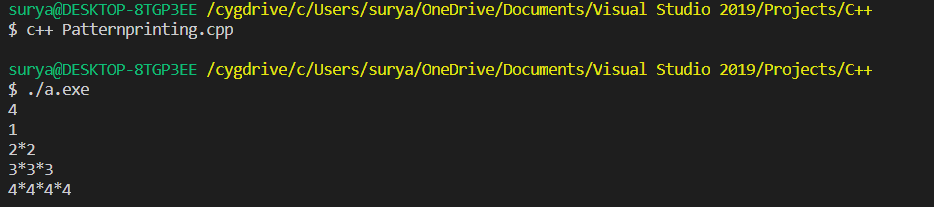 surya@DESKTOP-8TGP3EE /cygdrive/c/Users/surya/OneDrive/Documents/Visual Studio 2019/Projects/C++
$ c++ Patternprinting.cpp
surya@DESKTOP-8TGP3EE /cygdrive/c/Users/surya/OneDrive/Documents/Visual Studio 2019/Projects/C++
$ ./a.exe
4
1
2*2
3*3*3
4*4*4*4